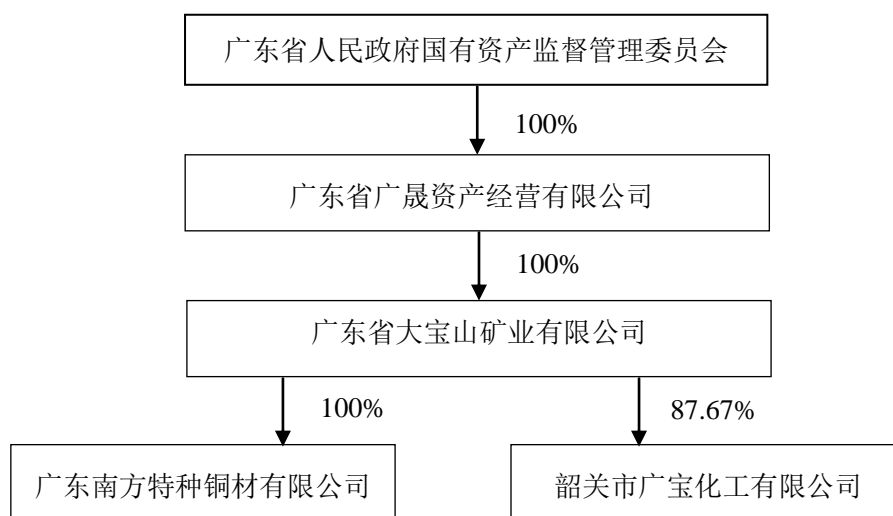 广东省人民政府国有资产监督管理委员会
100%
广东省广晟资产经营有限公司
100%
广东省大宝山矿业有限公司
100%
87.67%
广东南方特种铜材有限公司
韶关市广宝化工有限公司